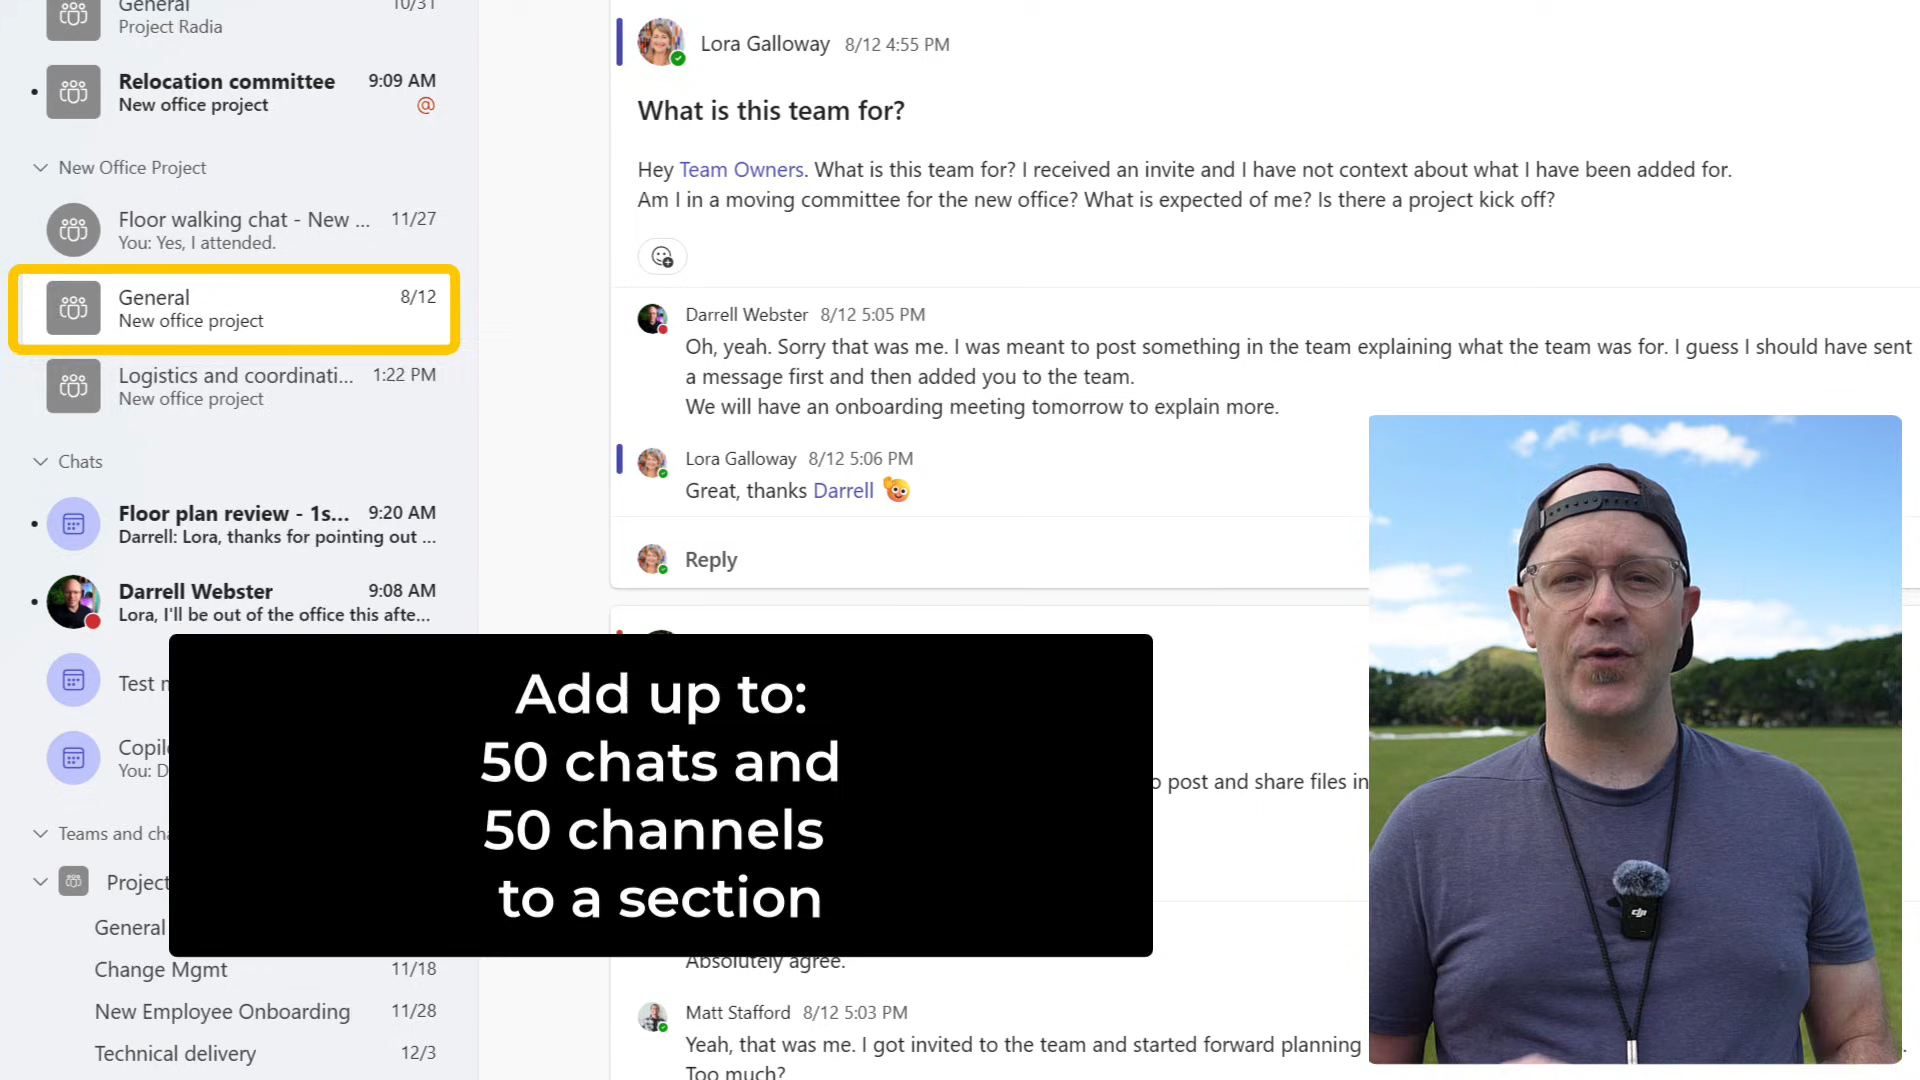 General 10/31
Project Radia
Relocation committee 9:09 AM
New office project @
New Office Project
Floor walking chat - New ... 11/27
You: Yes, I attended.
General 8/12
New office project
Logistics and coordinati... 1:22 PM
New office project
Chats
Floor plan review - 1s... 9:20 AM
Darrell: Lora, thanks for pointing out ...
Darrell Webster 9:08 AM
Lora, I'll be out of the office this afte...
Test
You: D
Teams and
Project
General
Change Mgmt 11/18
New Employee Onboarding 11/28
Technical delivery 12/3
Lora Galloway 8/12 4:55 PM
What is this team for?
Hey Team Owners. What is this team for? I received an invite and I have not context about what I have been added for.
Am I in a moving committee for the new office? What is expected of me? Is there a project kick off?
Darrell Webster 8/12 5:05 PM
Oh, yeah. Sorry that was me. I was meant to post something in the team explaining what the team was for. I guess I should have sent
a message first and then added you to the team.
We will have an onboarding meeting tomorrow to explain more.
Lora Galloway 8/12 5:06 PM
Great, thanks Darrell
Reply
Add up to:
50 chats and
50 channels
to a section
to post and share files in
Absolutely agree.
Matt Stafford 8/12 5:03 PM
Yeah, that was me. I got invited to the team and started forward planning
Too much?
dji